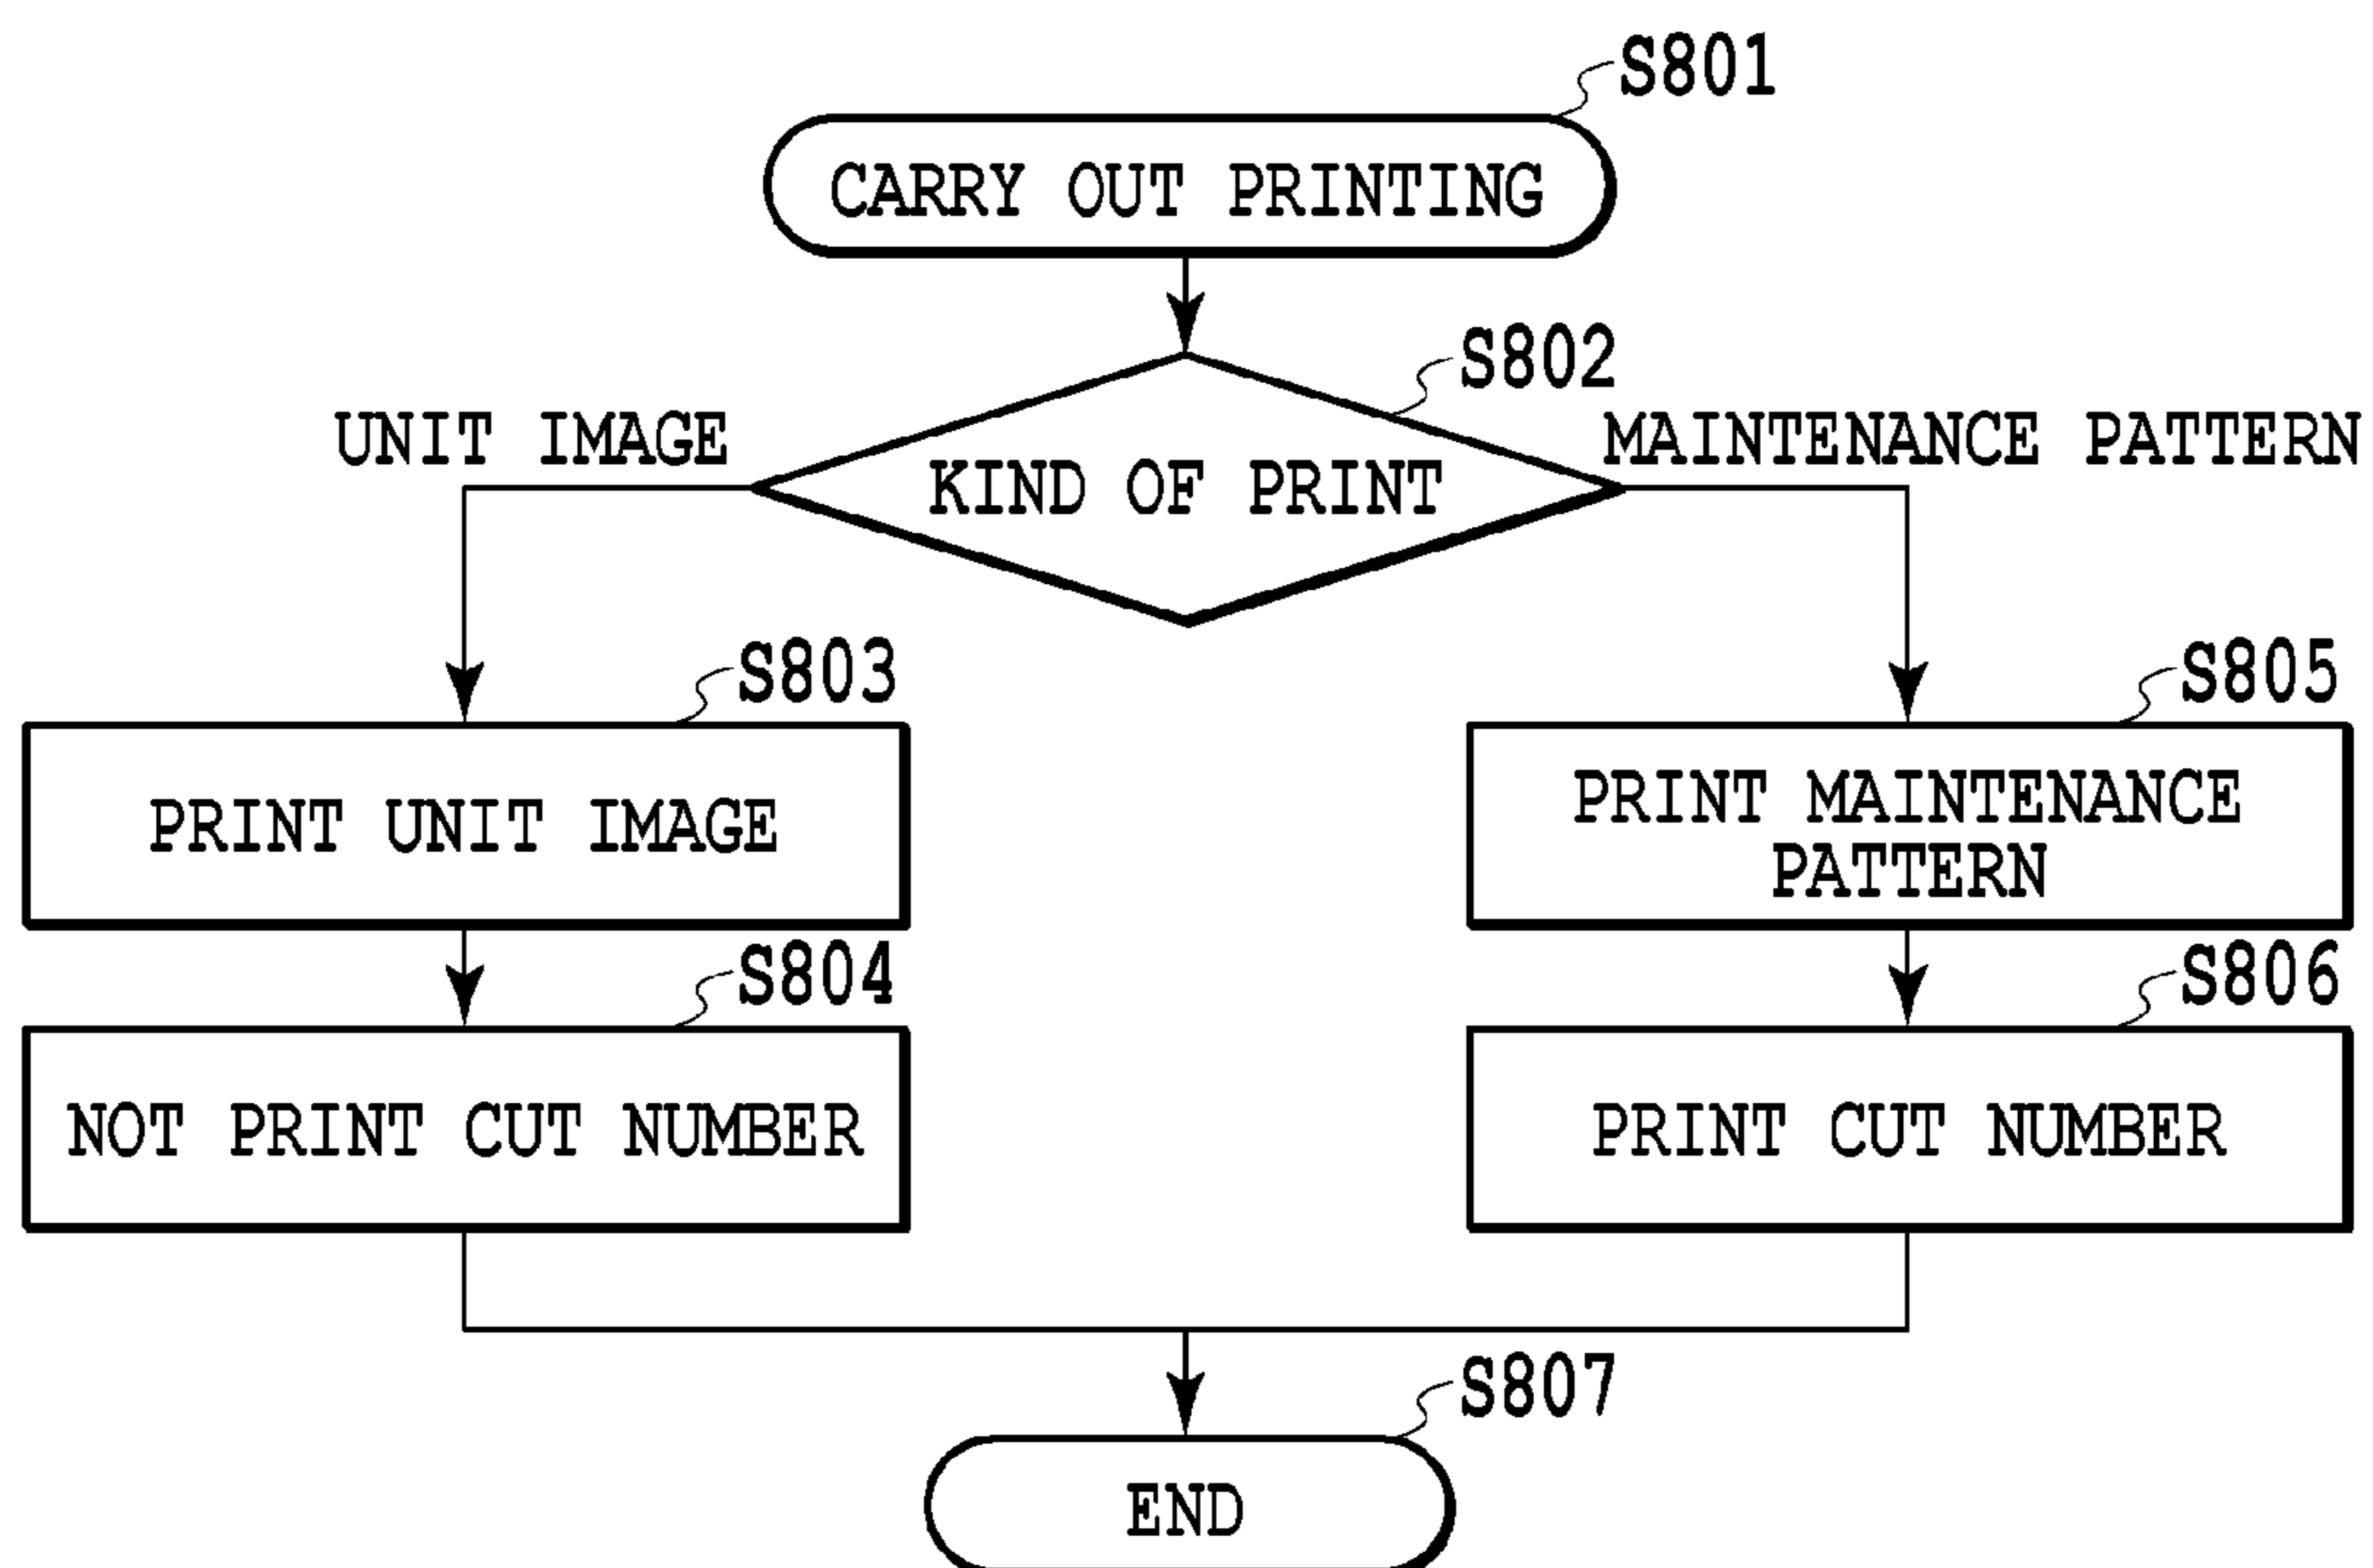 S801
CARRY OUT PRINTING
S802
UNIT IMAGE
MAINTENANCE PATTERN
KIND OF PRINT
S803
PRINT UNIT IMAGE
S804
NOT PRINT CUT NUMBER
S805
PRINT MAINTENANCE
PATTERN
S806
PRINT CUT NUMBER
S807
END